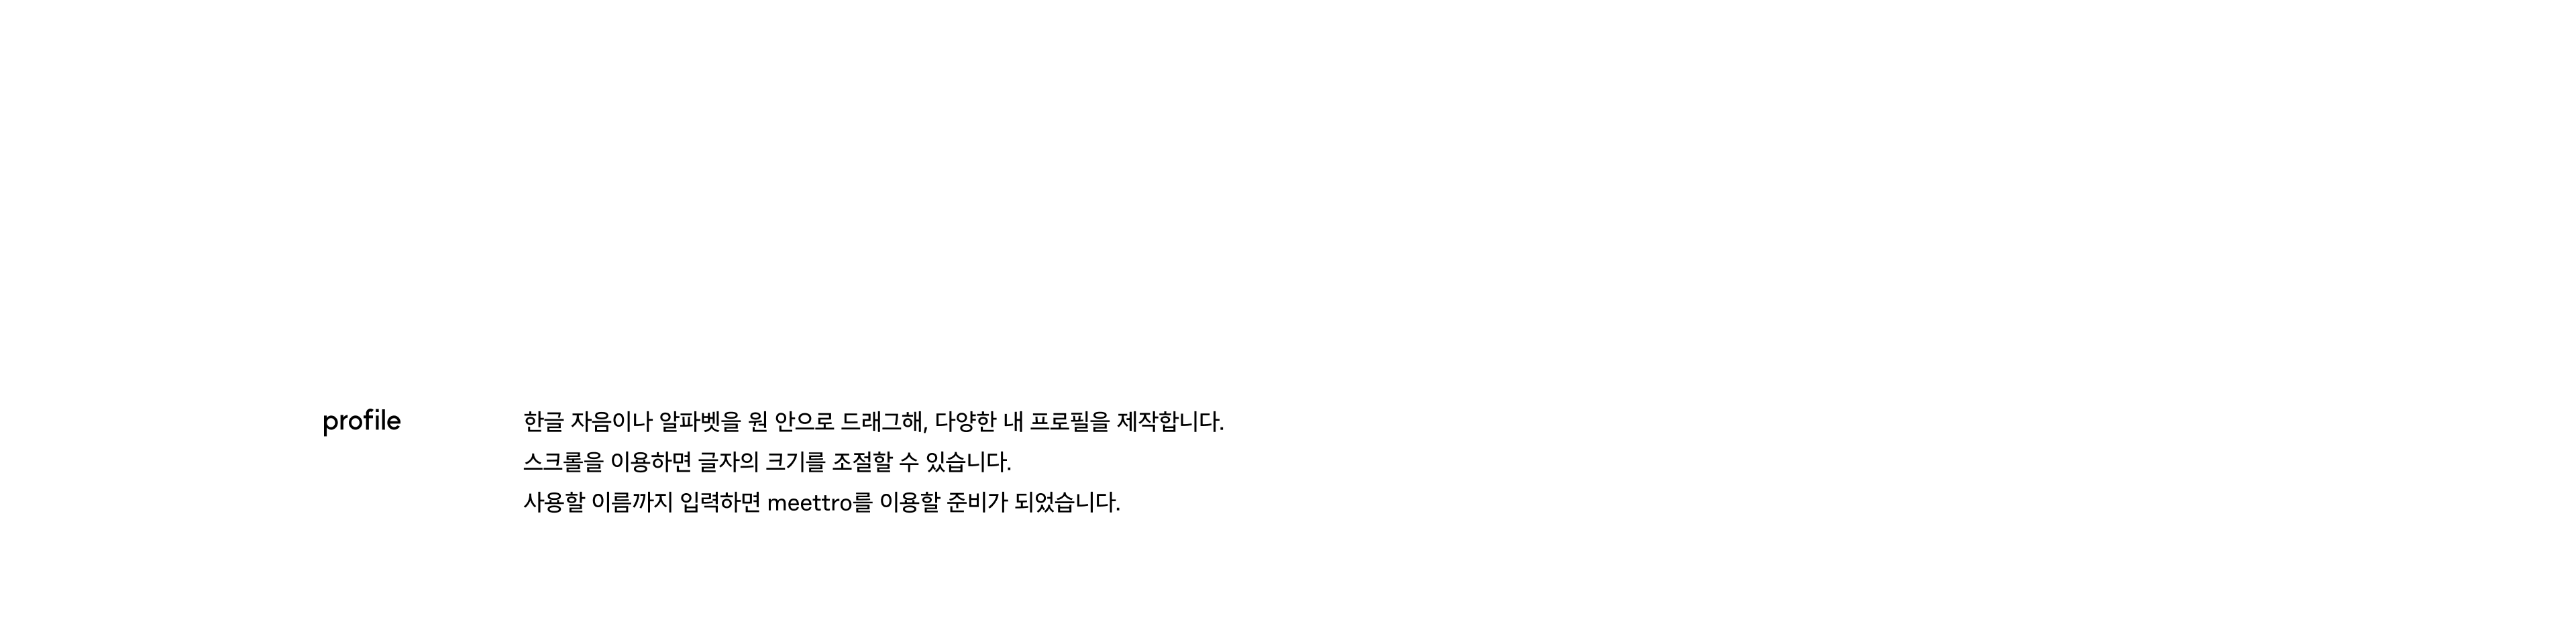 profile
한글 자음이나 알파벳을 원 안으로 드래그해, 다양한 내 프로필을 제작합니다.
스크롤을 이용하면 글자의 크기를 조절할 수 있습니다.
사용할 이름까지 입력하면 meettro를 이용할 준비가 되었습니다.